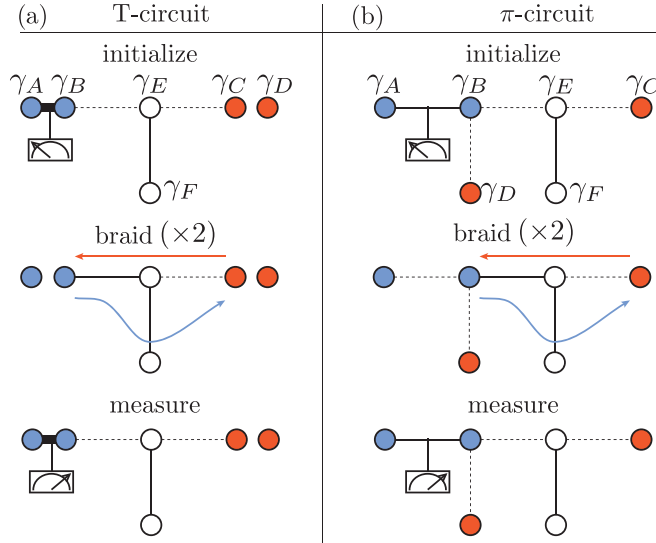 (a) T-circuit
initialize
γA γB γE γC γD
γF
braid (×2)
measure
(b) π-circuit
initialize
γA γB γE γC
γD γF
braid (×2)
measure